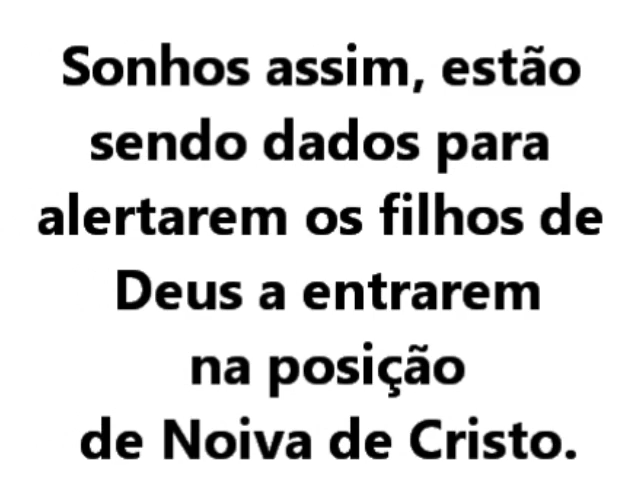 Sonhos assim, estão
sendo dados para
alertarem os filhos de
Deus a entrarem
na posição
de Noiva de Cristo.